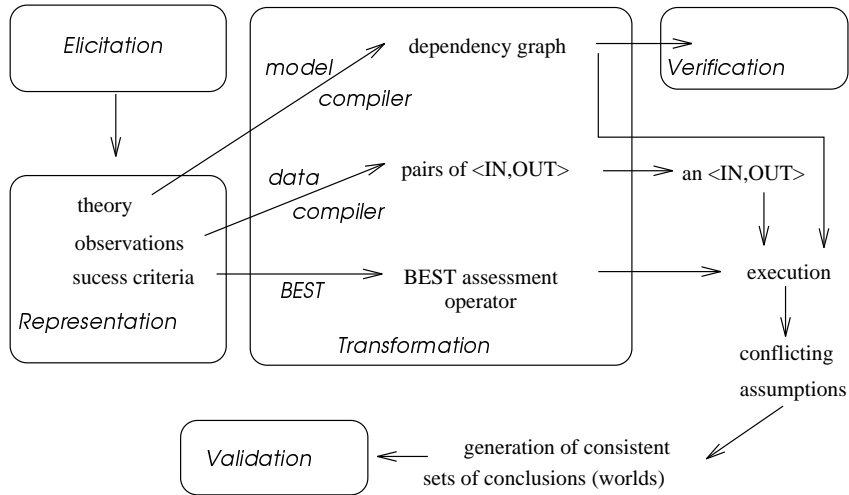 Elicitation
model
compiler
dependency graph
Verification
theory
observations
sucess criteria
Representation
data
compiler
pairs of <IN,OUT>
an <IN,OUT>
BEST
BEST assessment
operator
Transformation
execution
conflicting
assumptions
generation of consistent
sets of conclusions (worlds)
Validation